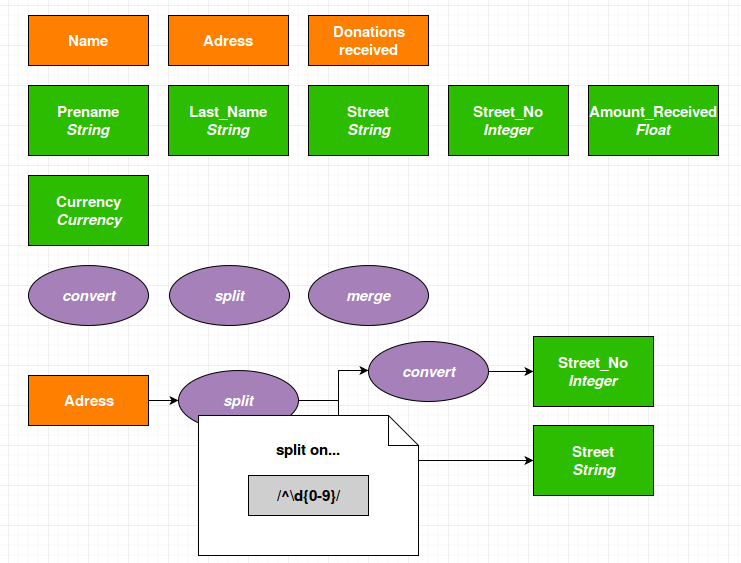 Name
Adress
Donations
received
Prename
String
Last_Name
String
Street
String
Street_No
Integer
Amount_Received
Float
Currency
Currency
convert
split
merge
Adress
split
convert
Street_No
Integer
split on...
/^\d{0-9}/
Street
String